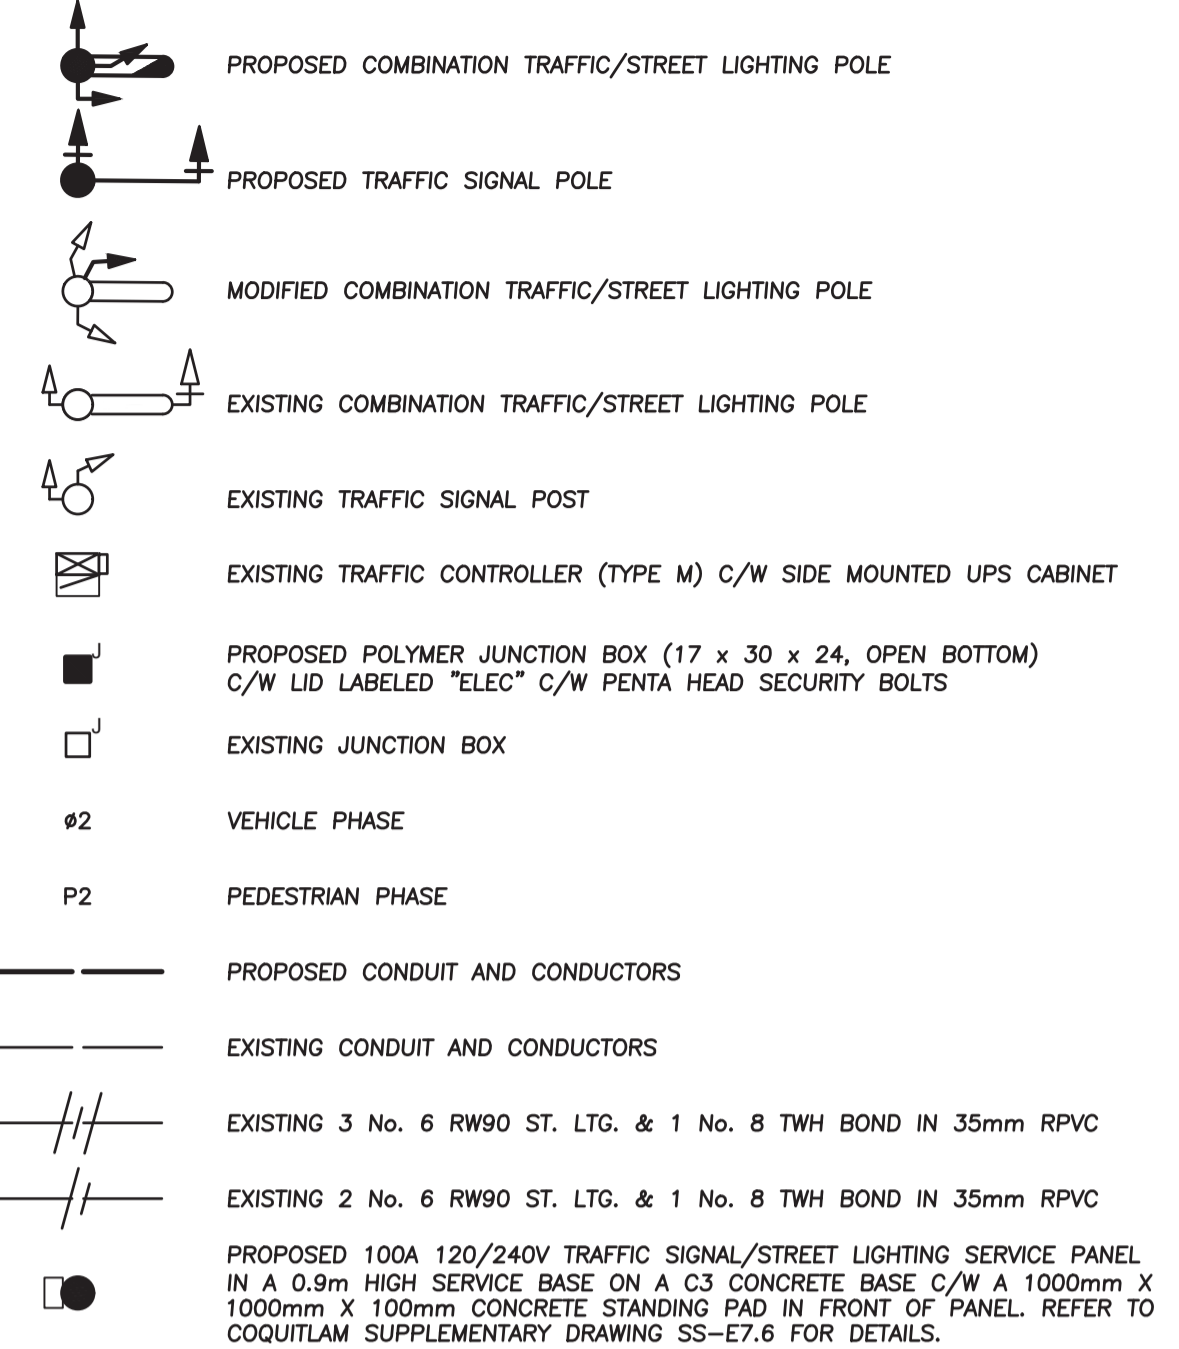 PROPOSED COMBINATION TRAFFIC/STREET LIGHTING POLE
PROPOSED TRAFFIC SIGNAL POLE
MODIFIED COMBINATION TRAFFIC/STREET LIGHTING POLE
EXISTING COMBINATION TRAFFIC/STREET LIGHTING POLE
EXISTING TRAFFIC SIGNAL POST
EXISTING TRAFFIC CONTROLLER (TYPE M) C/W SIDE MOUNTED UPS CABINET
J PROPOSED POLYMER JUNCTION BOX (17 x 30 x 24, OPEN BOTTOM)
C/W LID LABELED "ELEC" C/W PENTA HEAD SECURITY BOLTS
J EXISTING JUNCTION BOX
ø2 VEHICLE PHASE
P2 PEDESTRIAN PHASE
PROPOSED CONDUIT AND CONDUCTORS
EXISTING CONDUIT AND CONDUCTORS
EXISTING 3 No. 6 RW90 ST. LTG. & 1 No. 8 TWH BOND IN 35mm RPVC
EXISTING 2 No. 6 RW90 ST. LTG. & 1 No. 8 TWH BOND IN 35mm RPVC
PROPOSED 100A 120/240V TRAFFIC SIGNAL/STREET LIGHTING SERVICE PANEL
IN A 0.9m HIGH SERVICE BASE ON A C3 CONCRETE BASE C/W A 1000mm X
1000mm X 100mm CONCRETE STANDING PAD IN FRONT OF PANEL. REFER TO
COQUITLAM SUPPLEMENTARY DRAWING SS-E7.6 FOR DETAILS.